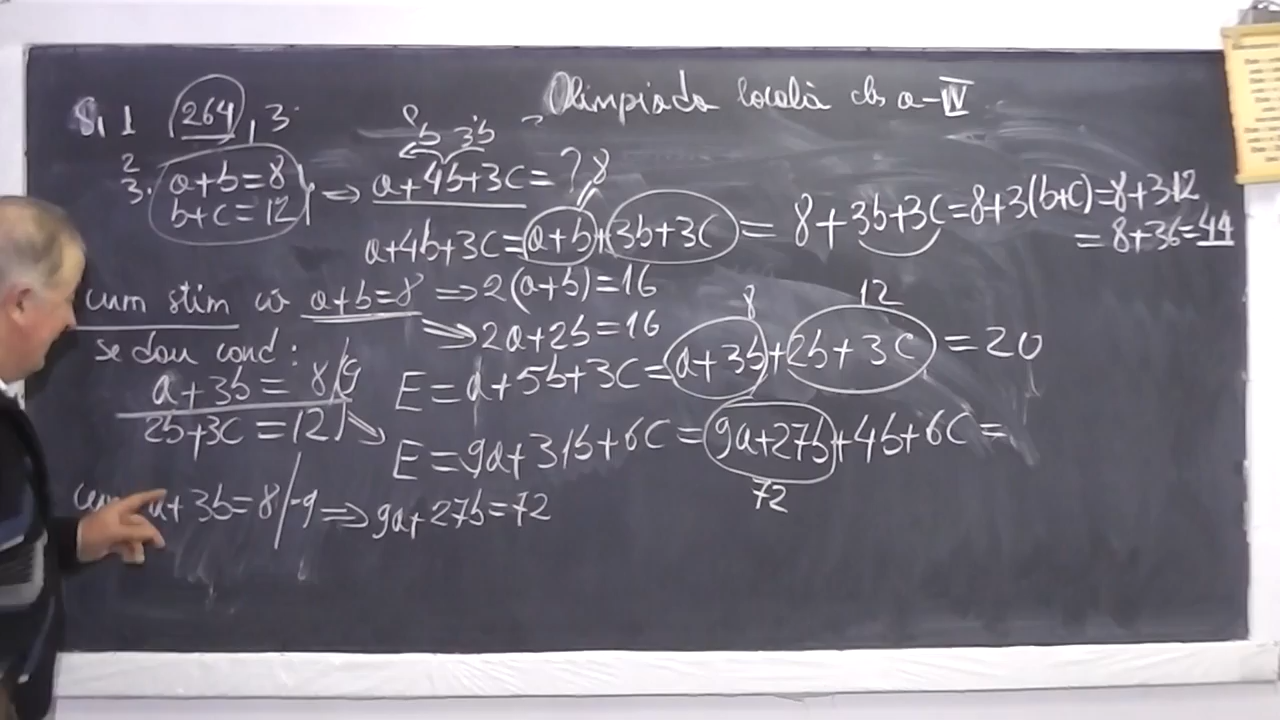 Olimpiada locală cls a-IV
S, 1 264, 3.
2
3. a+b=8
b+c=12 ⇒ a+4b+3c=?
8
b 3b
a+4b+3c=a+b+3b+3c = 8+3b+3c=8+3(b+c)=8+3·12
= 8+36=44
cum știm că a+b=8 ⇒2(a+b)=16
⇒2a+2b=16
se dau cond:
a+3b=8/9
2b+3c=12
8 12
E=a+5b+3c=a+3b+2b+3c=20
E=9a+31b+6c=9a+27b+4b+6c=
72
cum a+3b=8/·9⇒9a+27b=72